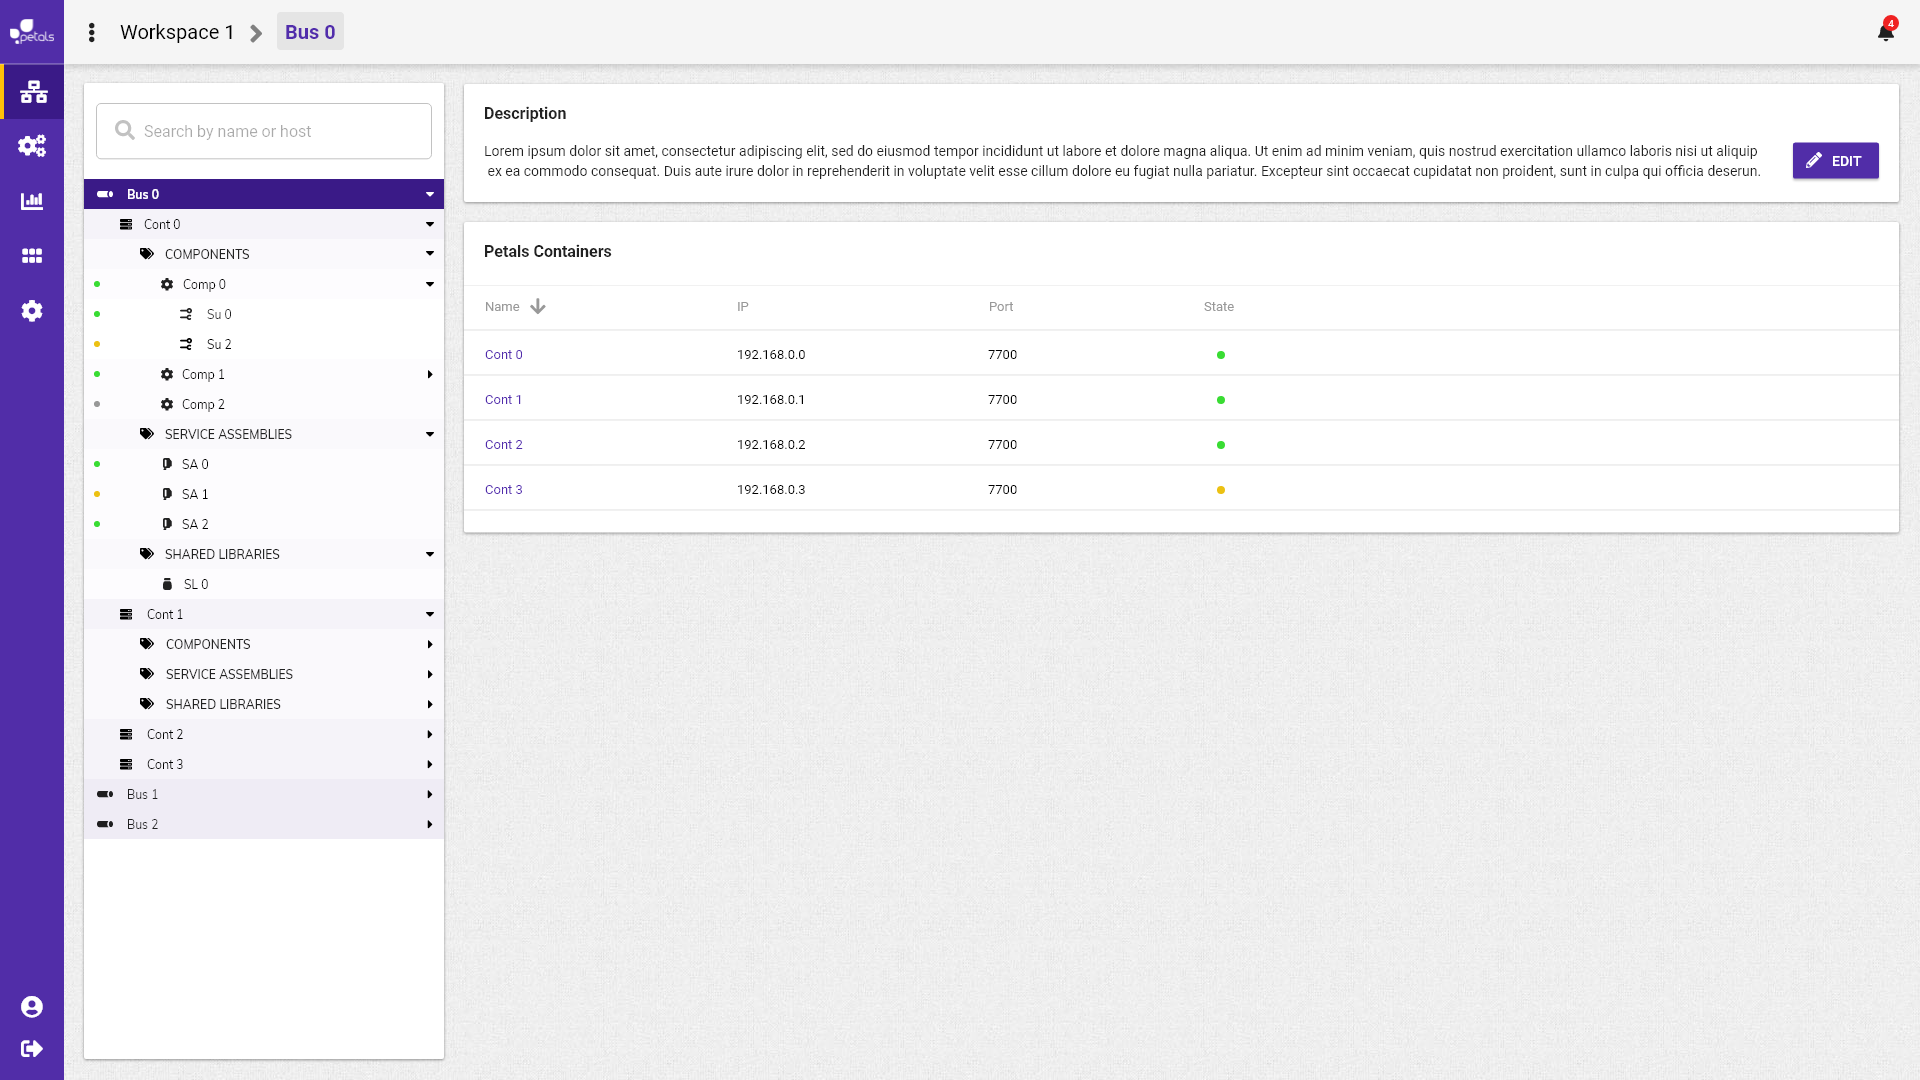 petals
Workspace 1
Bus 0
4
Search by name or host
Bus 0
Cont 0
COMPONENTS
Comp 0
Su 0
Su 2
Comp 1
Comp 2
SERVICE ASSEMBLIES
SA 0
SA 1
SA 2
SHARED LIBRARIES
SL 0
Cont 1
COMPONENTS
SERVICE ASSEMBLIES
SHARED LIBRARIES
Cont 2
Cont 3
Bus 1
Bus 2
Description
Lorem ipsum dolor sit amet, consectetur adipiscing elit, sed do eiusmod tempor incididunt ut labore et dolore magna aliqua. Ut enim ad minim veniam, quis nostrud exercitation ullamco laboris nisi ut aliquip
ex ea commodo consequat. Duis aute irure dolor in reprehenderit in voluptate velit esse cillum dolore eu fugiat nulla pariatur. Excepteur sint occaecat cupidatat non proident, sunt in culpa qui officia deserun.
EDIT
Petals Containers
Name IP Port State
Cont 0 192.168.0.0 7700
Cont 1 192.168.0.1 7700
Cont 2 192.168.0.2 7700
Cont 3 192.168.0.3 7700